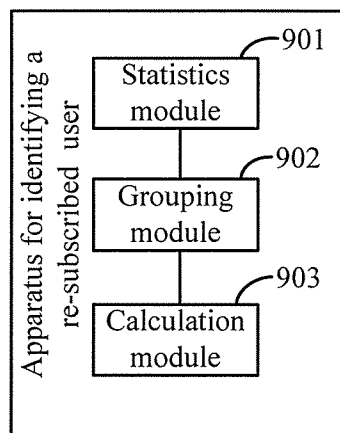 Apparatus for identifying a
re-subscribed user
901
Statistics
module
902
Grouping
module
903
Calculation
module